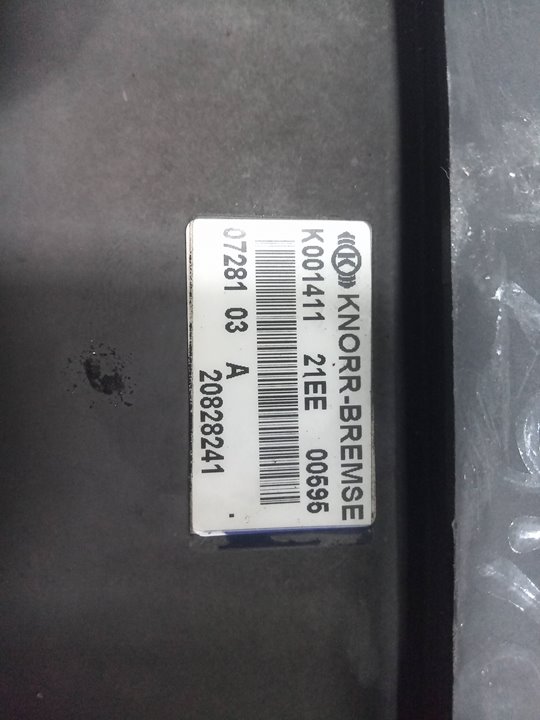 KNORR-BREMSE
K001411 21EE 00595
07281 03 A
20828241